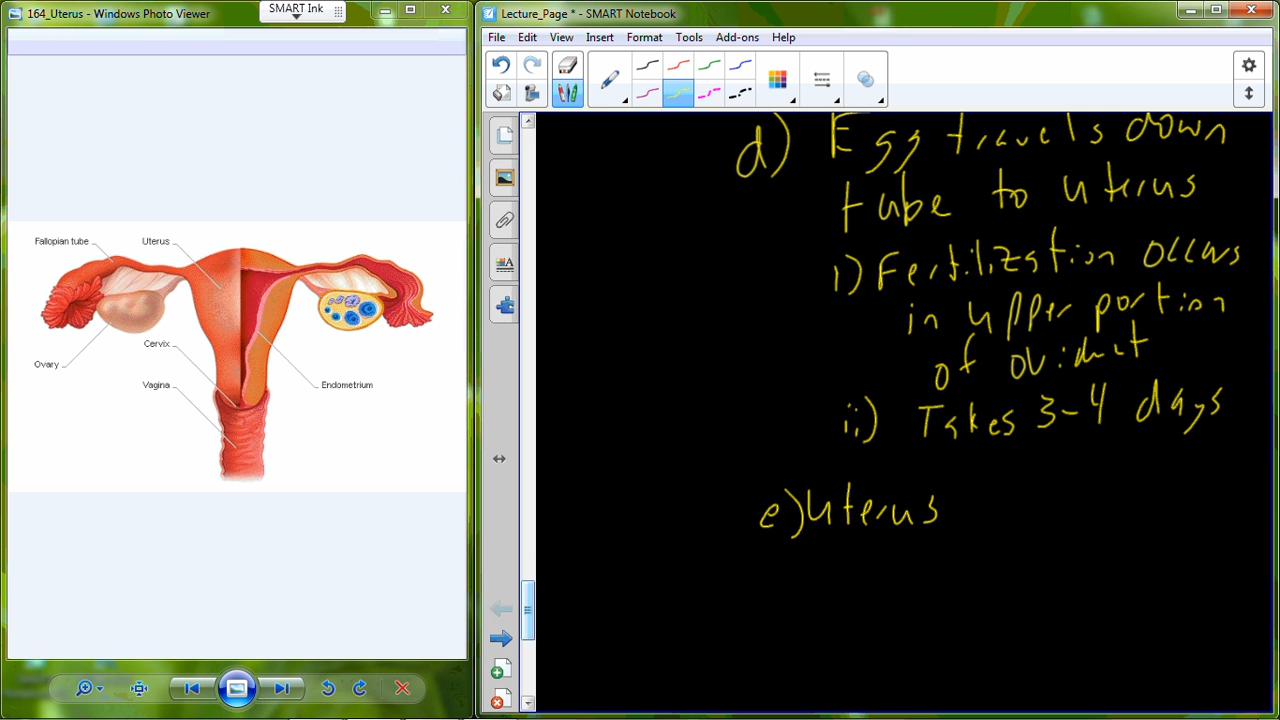 164_Uterus - Windows Photo Viewer
SMART Ink
Lecture_Page * - SMART Notebook
File Edit View Insert Format Tools Add-ons Help
Fallopian tube
Uterus
Ovary
Cervix
Vagina
Endometrium
d) Egg travels down
tube to uterus
i) Fertilization occurs
in upper portion
of oviduct
ii) Takes 3-4 days
e) Uterus